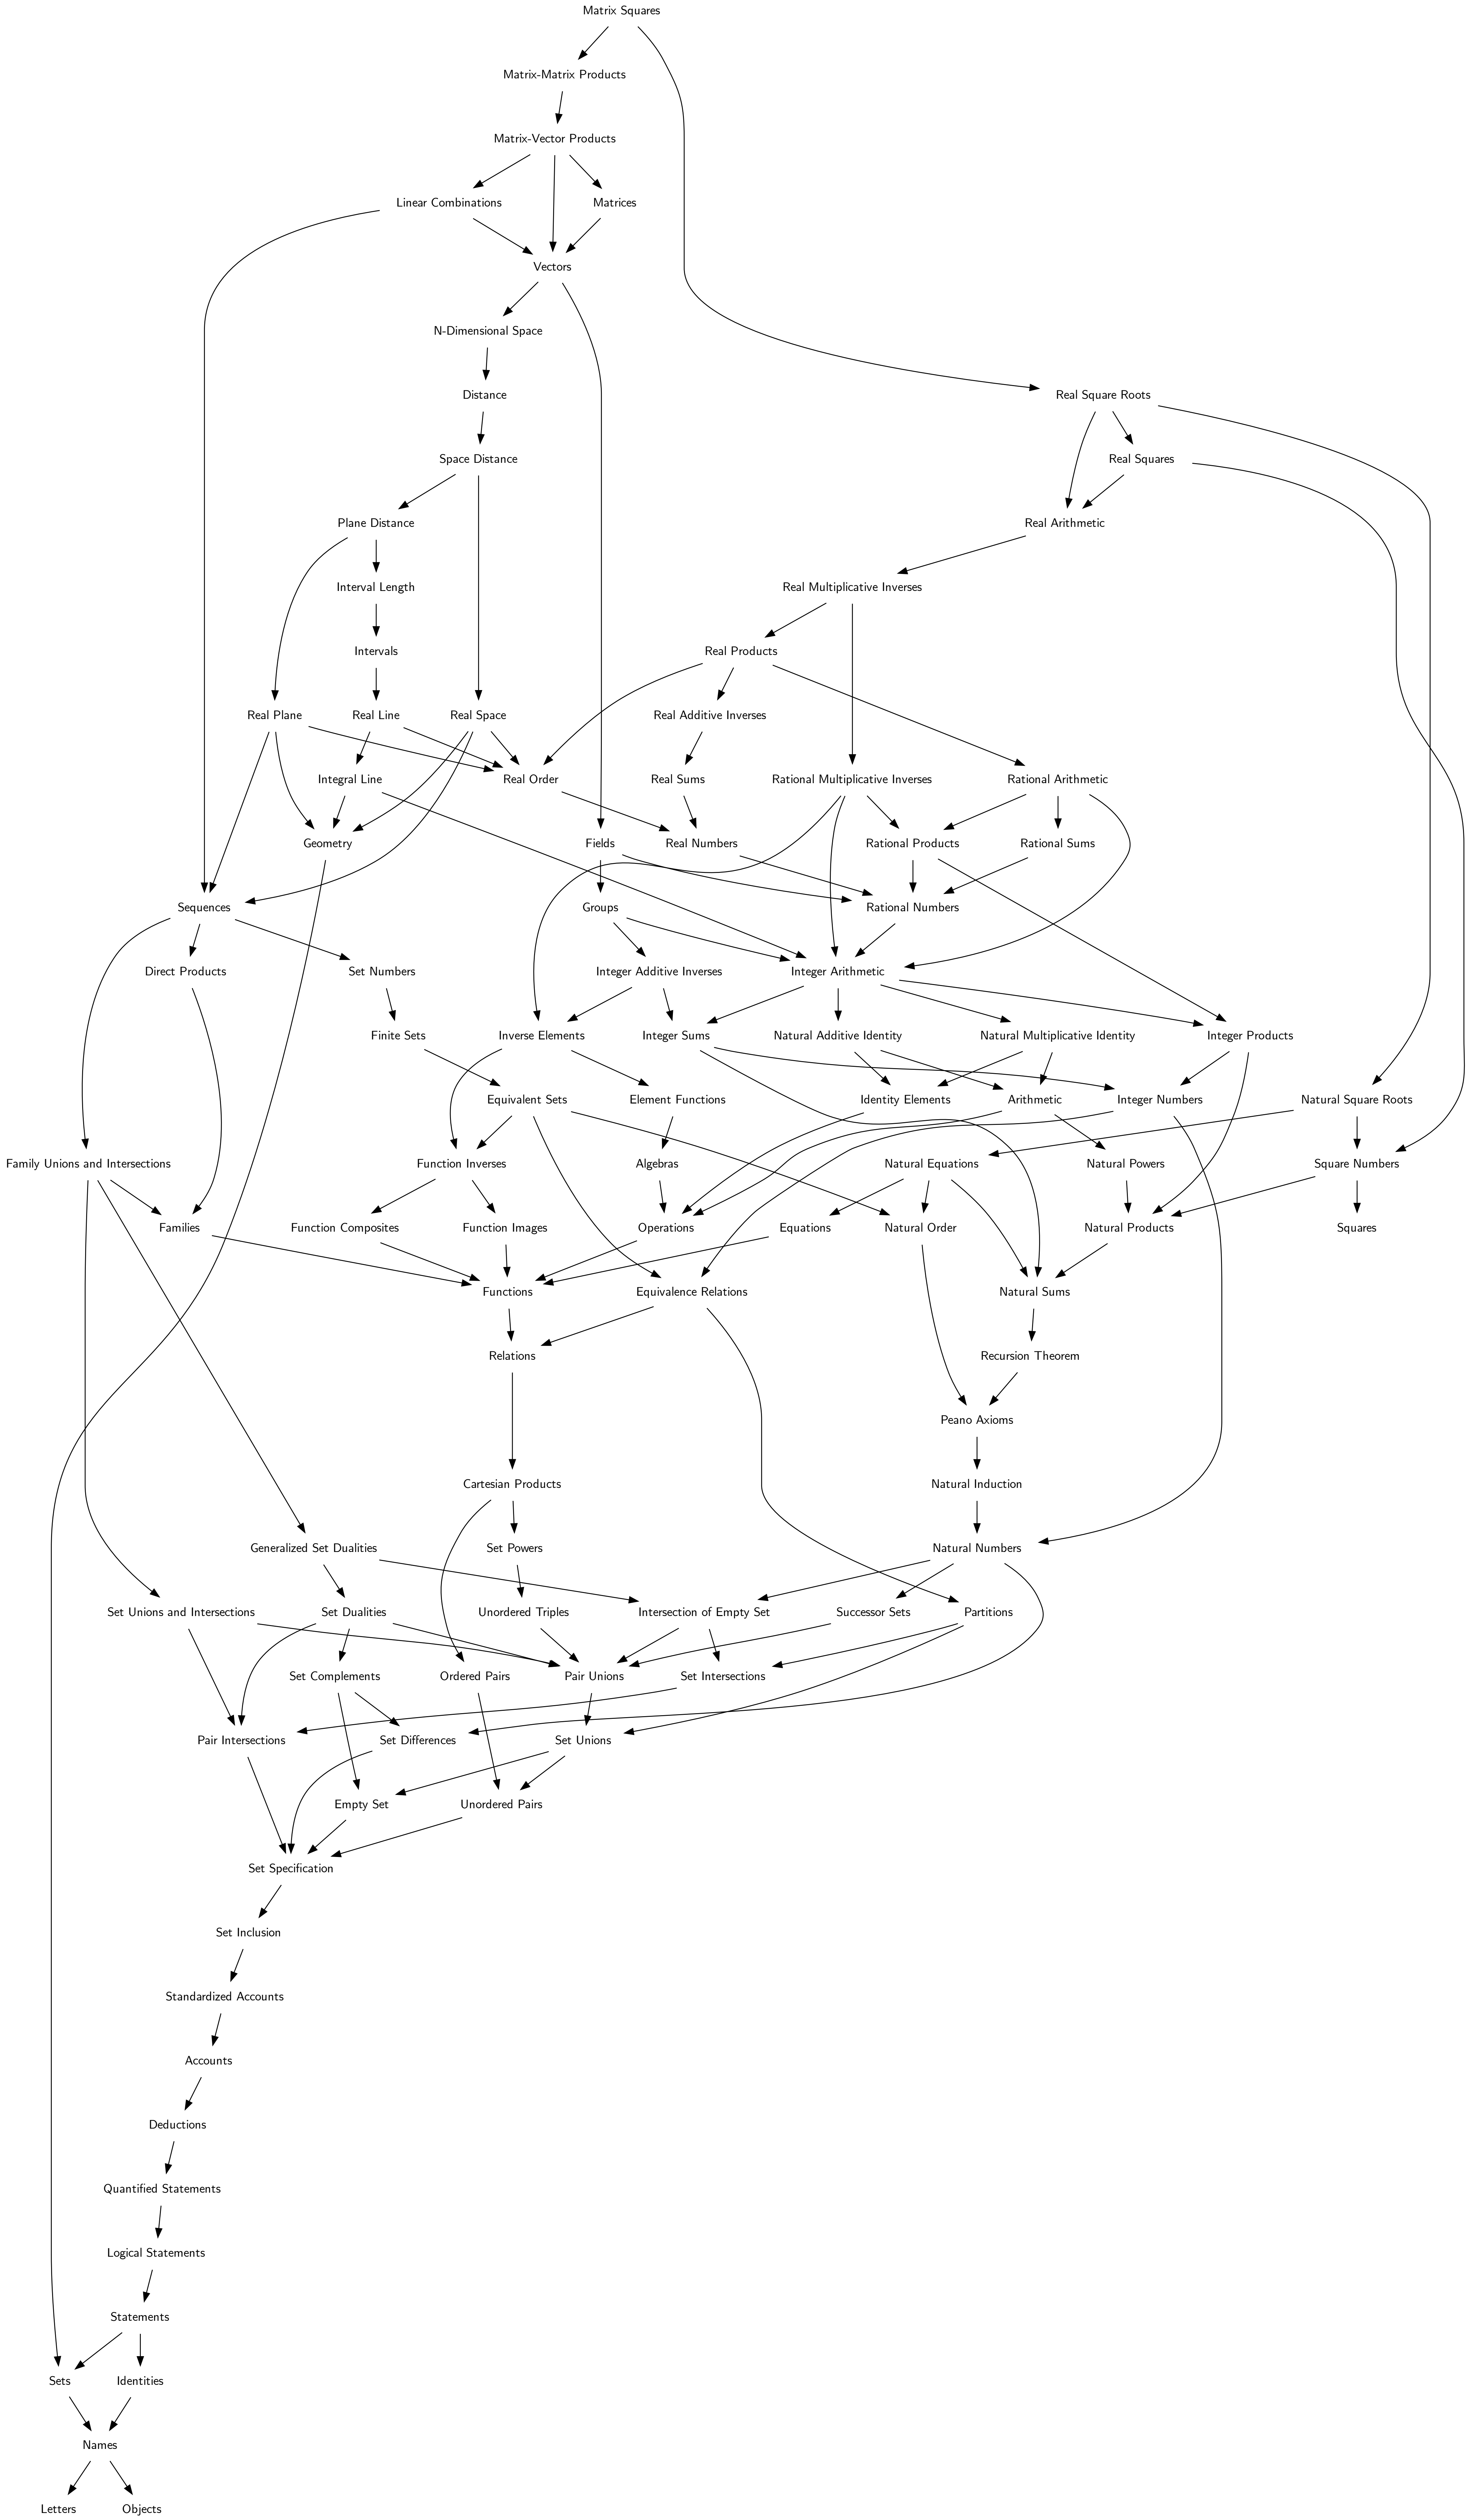 Matrix Squares
Matrix-Matrix Products
Matrix-Vector Products
Linear Combinations
Matrices
Vectors
N-Dimensional Space
Distance
Real Square Roots
Space Distance
Real Squares
Plane Distance
Real Arithmetic
Interval Length
Real Multiplicative Inverses
Intervals
Real Products
Real Plane
Real Line
Real Space
Real Additive Inverses
Integral Line
Real Order
Real Sums
Rational Multiplicative Inverses
Rational Arithmetic
Geometry
Fields
Real Numbers
Rational Products
Rational Sums
Sequences
Groups
Rational Numbers
Direct Products
Set Numbers
Integer Additive Inverses
Integer Arithmetic
Finite Sets
Inverse Elements
Integer Sums
Natural Additive Identity
Natural Multiplicative Identity
Integer Products
Equivalent Sets
Element Functions
Identity Elements
Arithmetic
Integer Numbers
Natural Square Roots
Family Unions and Intersections
Function Inverses
Algebras
Natural Equations
Natural Powers
Square Numbers
Families
Function Composites
Function Images
Operations
Equations
Natural Order
Natural Products
Squares
Functions
Equivalence Relations
Natural Sums
Relations
Recursion Theorem
Peano Axioms
Cartesian Products
Natural Induction
Generalized Set Dualities
Set Powers
Natural Numbers
Set Unions and Intersections
Set Dualities
Unordered Triples
Intersection of Empty Set
Successor Sets
Partitions
Set Complements
Ordered Pairs
Pair Unions
Set Intersections
Pair Intersections
Set Differences
Set Unions
Empty Set
Unordered Pairs
Set Specification
Set Inclusion
Standardized Accounts
Accounts
Deductions
Quantified Statements
Logical Statements
Statements
Sets
Identities
Names
Letters
Objects